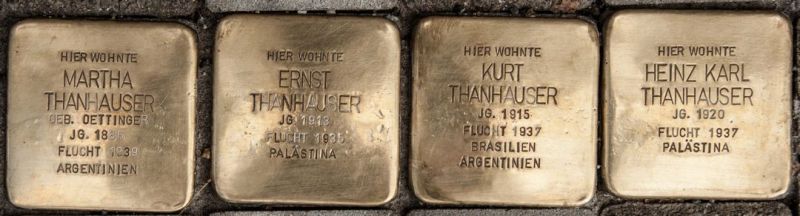 HIER WOHNTE
MARTHA
THANHAUSER
GEB. OETTINGER
JG. 1886
FLUCHT 1939
ARGENTINIEN
HIER WOHNTE
ERNST
THANHAUSER
JG. 1913
FLUCHT 1935
PALÄSTINA
HIER WOHNTE
KURT
THANHAUSER
JG. 1915
FLUCHT 1937
BRASILIEN
ARGENTINIEN
HIER WOHNTE
HEINZ KARL
THANHAUSER
JG. 1920
FLUCHT 1937
PALÄSTINA